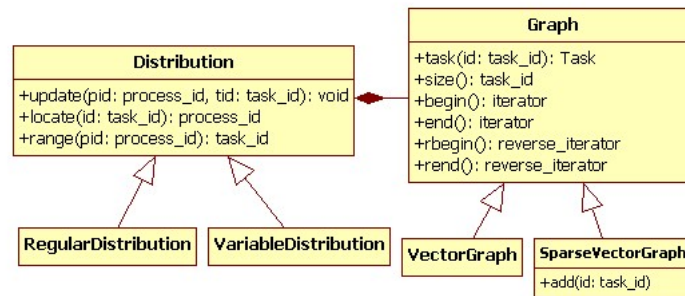 Distribution
+update(pid: process_id, tid: task_id): void
+locate(id: task_id): process_id
+range(pid: process_id): task_id
Graph
+task(id: task_id): Task
+size(): task_id
+begin(): iterator
+end(): iterator
+rbegin(): reverse_iterator
+rend(): reverse_iterator
RegularDistribution
VariableDistribution
VectorGraph
SparseVectorGraph
+add(id: task_id)